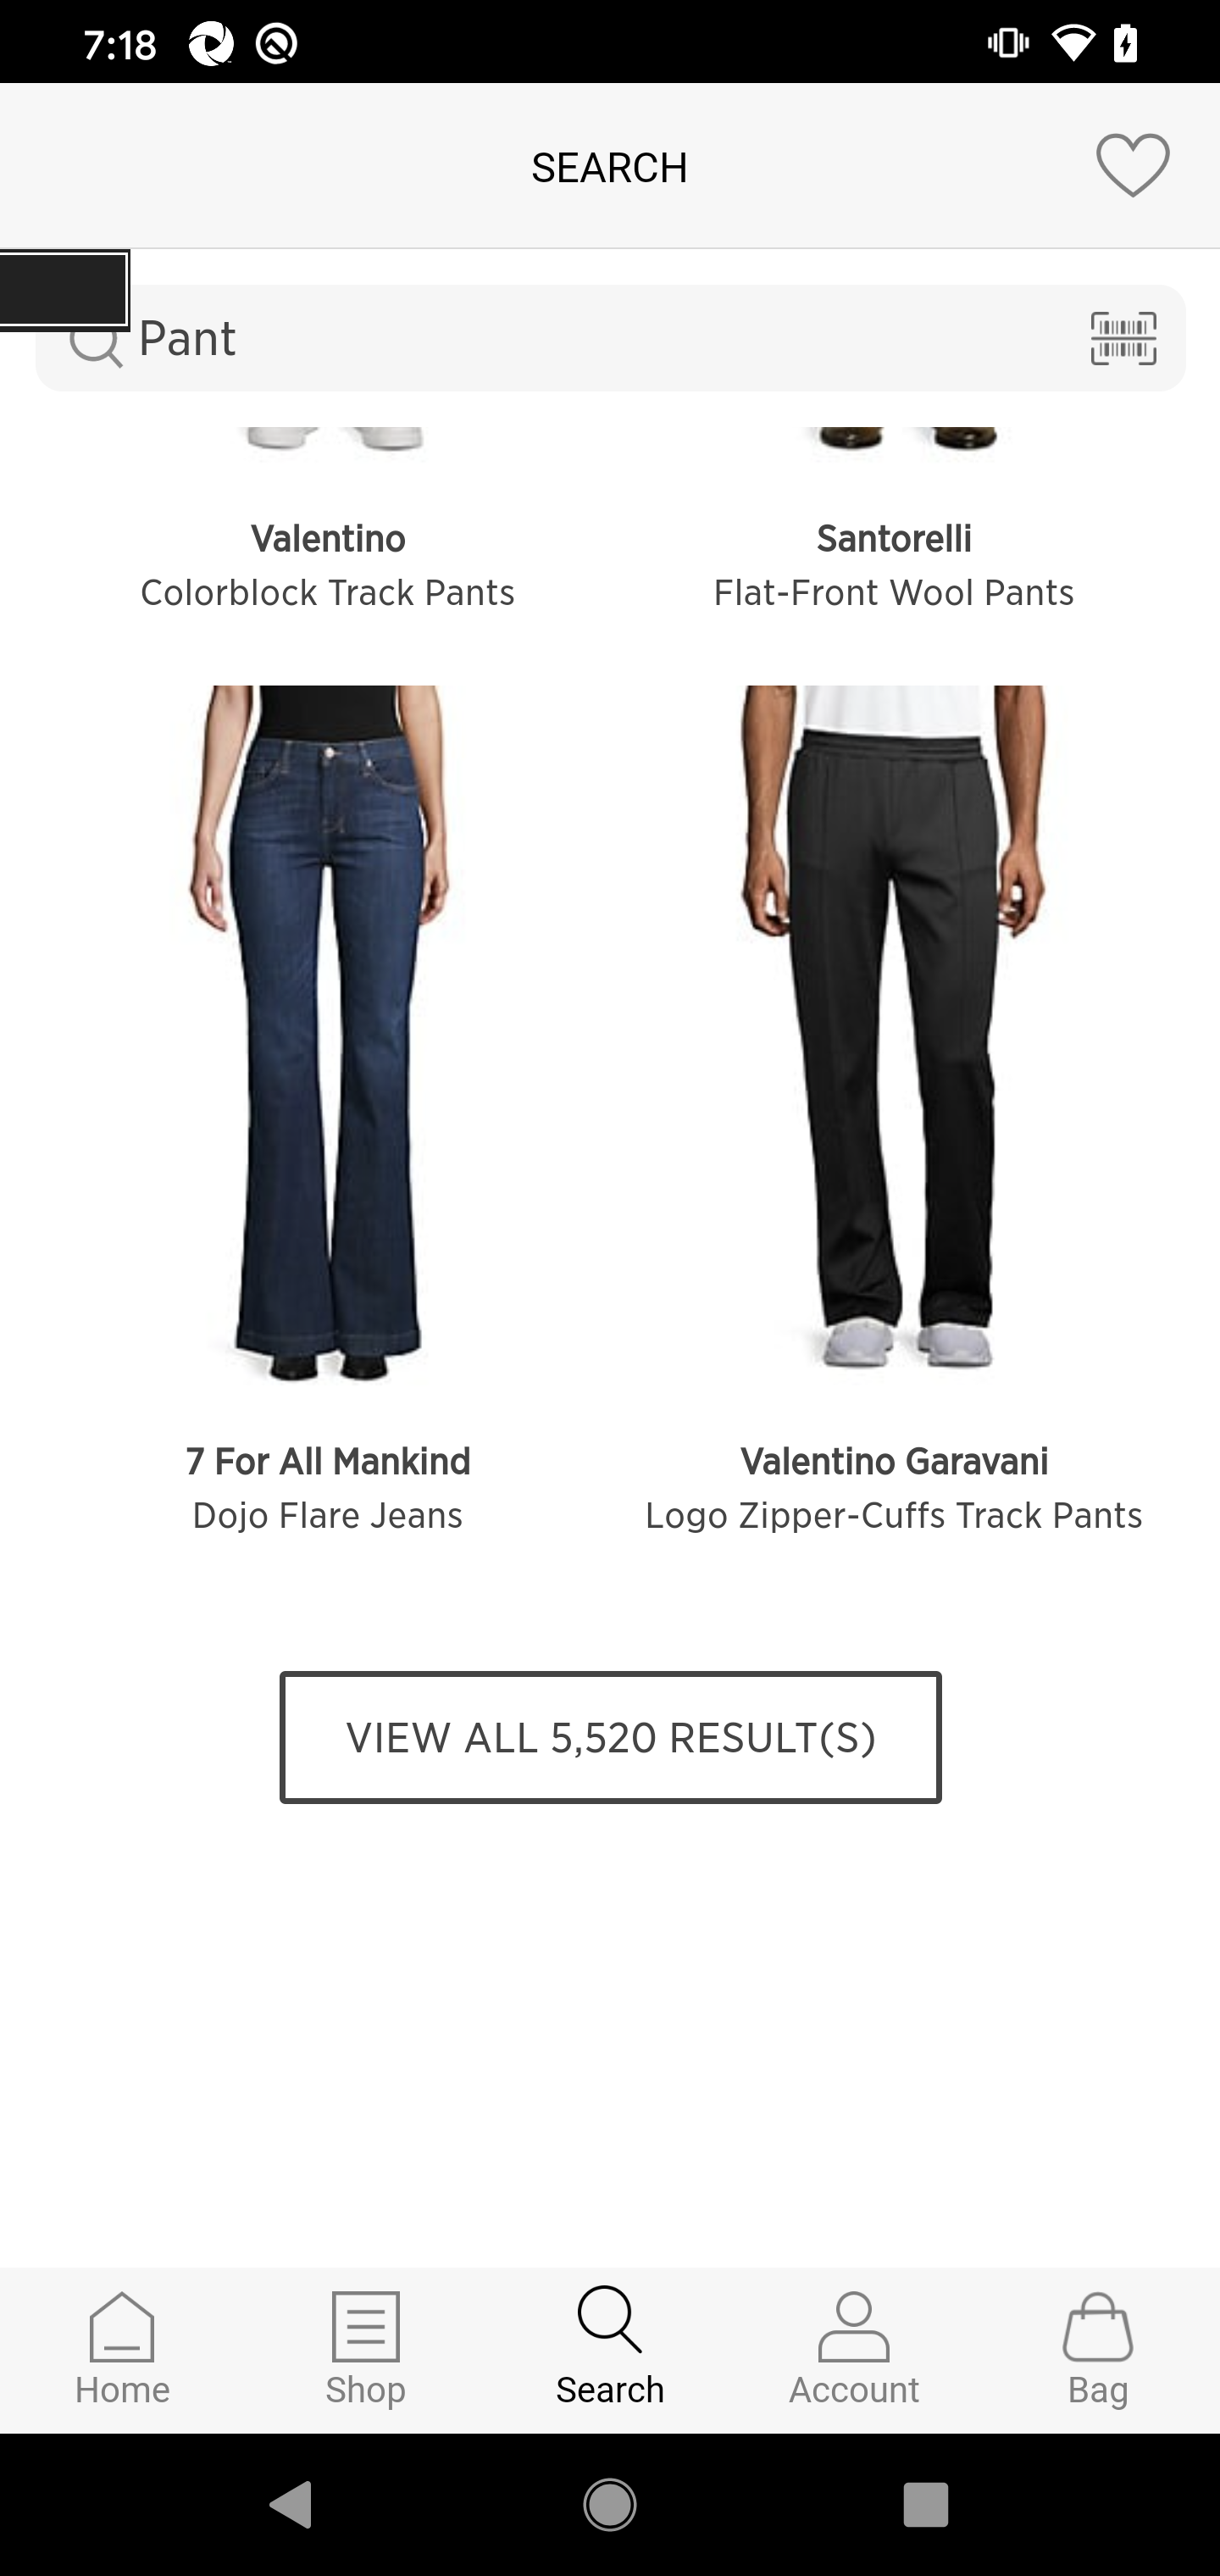 7:18
SEARCH
Pant
Valentino
Colorblock Track Pants
Santorelli
Flat-Front Wool Pants
7 For All Mankind
Dojo Flare Jeans
Valentino Garavani
Logo Zipper-Cuffs Track Pants
VIEW ALL 5,520 RESULT(S)
Home
Shop
Search
Account
Bag